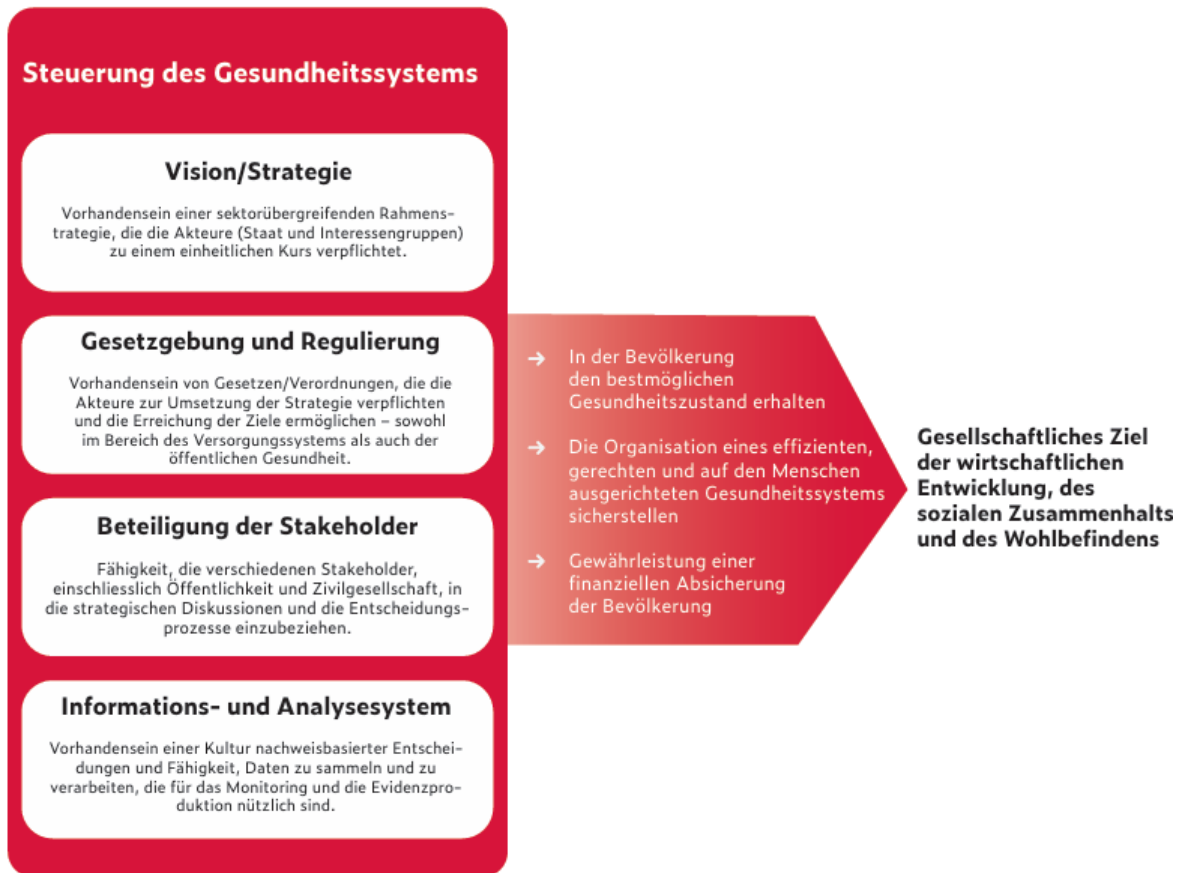 Steuerung des Gesundheitssystems
Vision/Strategie
Vorhandensein einer sektorübergreifenden Rahmens-
trategie, die die Akteure (Staat und Interessengruppen)
zu einem einheitlichen Kurs verpflichtet.
Gesetzgebung und Regulierung
Vorhandensein von Gesetzen/Verordnungen, die die
Akteure zur Umsetzung der Strategie verpflichten
und die Erreichung der Ziele ermöglichen – sowohl
im Bereich des Versorgungssystems als auch der
öffentlichen Gesundheit.
Beteiligung der Stakeholder
Fähigkeit, die verschiedenen Stakeholder,
einschliesslich Öffentlichkeit und Zivilgesellschaft, in
die strategischen Diskussionen und die Entscheidungs-
prozesse einzubeziehen.
Informations- und Analysesystem
Vorhandensein einer Kultur nachweisbasierter Entschei-
dungen und Fähigkeit, Daten zu sammeln und zu
verarbeiten, die für das Monitoring und die Evidenzpro-
duktion nützlich sind.
→ In der Bevölkerung
den bestmöglichen
Gesundheitszustand erhalten
→ Die Organisation eines effizienten,
gerechten und auf den Menschen
ausgerichteten Gesundheitssystems
sicherstellen
→ Gewährleistung einer
finanziellen Absicherung
der Bevölkerung
Gesellschaftliches Ziel
der wirtschaftlichen
Entwicklung, des
sozialen Zusammenhalts
und des Wohlbefindens